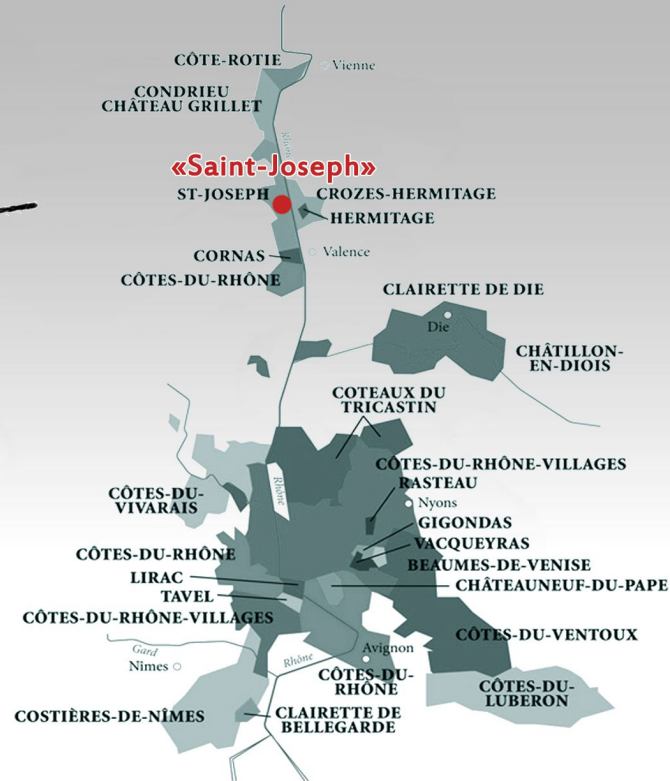 CÔTE-ROTIE
Vienne
CONDRIEU
CHÂTEAU GRILLET
Rhône
«Saint-Joseph»
ST-JOSEPH
CROZES-HERMITAGE
HERMITAGE
CORNAS
Valence
CÔTES-DU-RHÔNE
CLAIRETTE DE DIE
Die
CHÂTILLON-
EN-DIOIS
COTEAUX DU
TRICASTIN
CÔTES-DU-RHÔNE-VILLAGES
RASTEAU
Rhône
Nyons
CÔTES-DU-
VIVARAIS
GIGONDAS
VACQUEYRAS
CÔTES-DU-RHÔNE
BEAUMES-DE-VENISE
LIRAC
CHÂTEAUNEUF-DU-PAPE
TAVEL
CÔTES-DU-RHÔNE-VILLAGES
CÔTES-DU-VENTOUX
Gard
Avignon
Nîmes
Rhône
CÔTES-DU-
RHÔNE
CÔTES-DU-
LUBERON
COSTIÈRES-DE-NÎMES
CLAIRETTE DE
BELLEGARDE